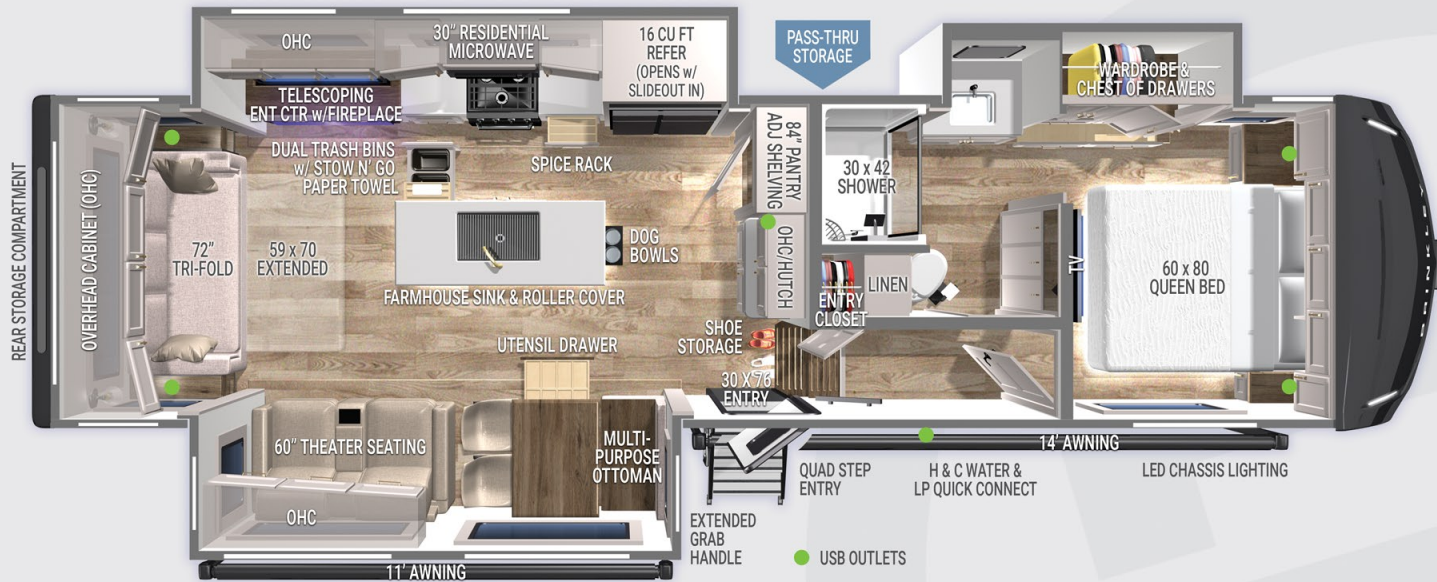 OHC
30" RESIDENTIAL
MICROWAVE
16 CU FT
REFER
(OPENS w/
SLIDEOUT IN)
PASS-THRU
STORAGE
WARDROBE &
CHEST OF DRAWERS
TELESCOPING
ENT CTR w/FIREPLACE
DUAL TRASH BINS
w/ STOW N' GO
PAPER TOWEL
SPICE RACK
84" PANTRY
ADJ SHELVING
30 x 42
SHOWER
REAR STORAGE COMPARTMENT
OVERHEAD CABINET (OHC)
72"
TRI-FOLD
59 x 70
EXTENDED
DOG
BOWLS
FARMHOUSE SINK & ROLLER COVER
OHC/HUTCH
ENTRY
CLOSET
LINEN
TV
60 x 80
QUEEN BED
BRINKLEY
UTENSIL DRAWER
SHOE
STORAGE
30 X 76
ENTRY
60" THEATER SEATING
MULTI-
PURPOSE
OTTOMAN
14' AWNING
QUAD STEP
ENTRY
H & C WATER &
LP QUICK CONNECT
LED CHASSIS LIGHTING
OHC
EXTENDED
GRAB
HANDLE
USB OUTLETS
11' AWNING